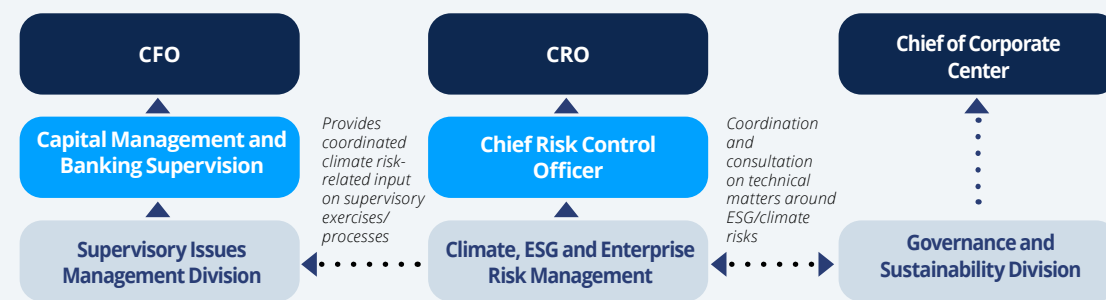 CFO
CRO
Chief of Corporate
Center
Capital Management and
Banking Supervision
Provides
coordinated
climate risk-
related input
on supervisory
exercises/
processes
Chief Risk Control
Officer
Coordination
and
consultation
on technical
matters around
ESG/climate
risks
Supervisory Issues
Management Division
Climate, ESG and Enterprise
Risk Management
Governance and
Sustainability Division